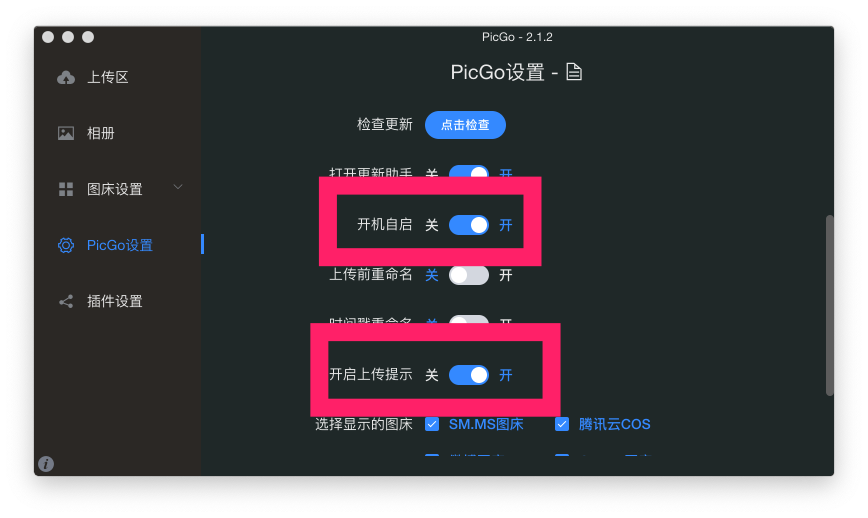 PicGo - 2.1.2
上传区
相册
图床设置
PicGo设置
插件设置
PicGo设置 -
检查更新 点击检查
打开更新助手 关 开
开机自启 关 开
上传前重命名 关 开
时间戳重命名 关 开
开启上传提示 关 开
选择显示的图床 SM.MS图床 腾讯云COS